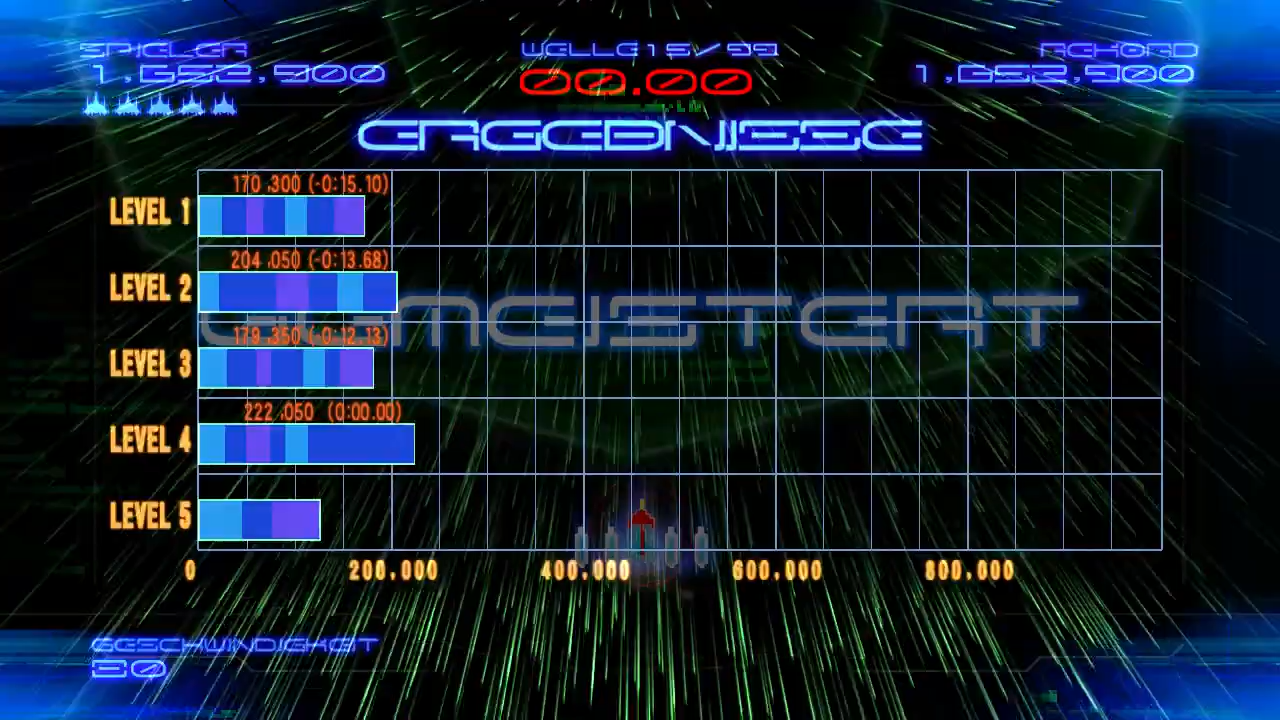 SPIELER
WELLE 15/99
REKORD
1,652,900
00.00
1,652,900
ERGEBNISSE
170,300 (-0:15.10)
LEVEL 1
204,050 (-0:13.68)
LEVEL 2
GEMEISTERT
179,350 (-0:12.13)
LEVEL 3
222,050 (0:00.00)
LEVEL 4
LEVEL 5
0 200,000 400,000 600,000 800,000
GESCHWINDIGKEIT
80